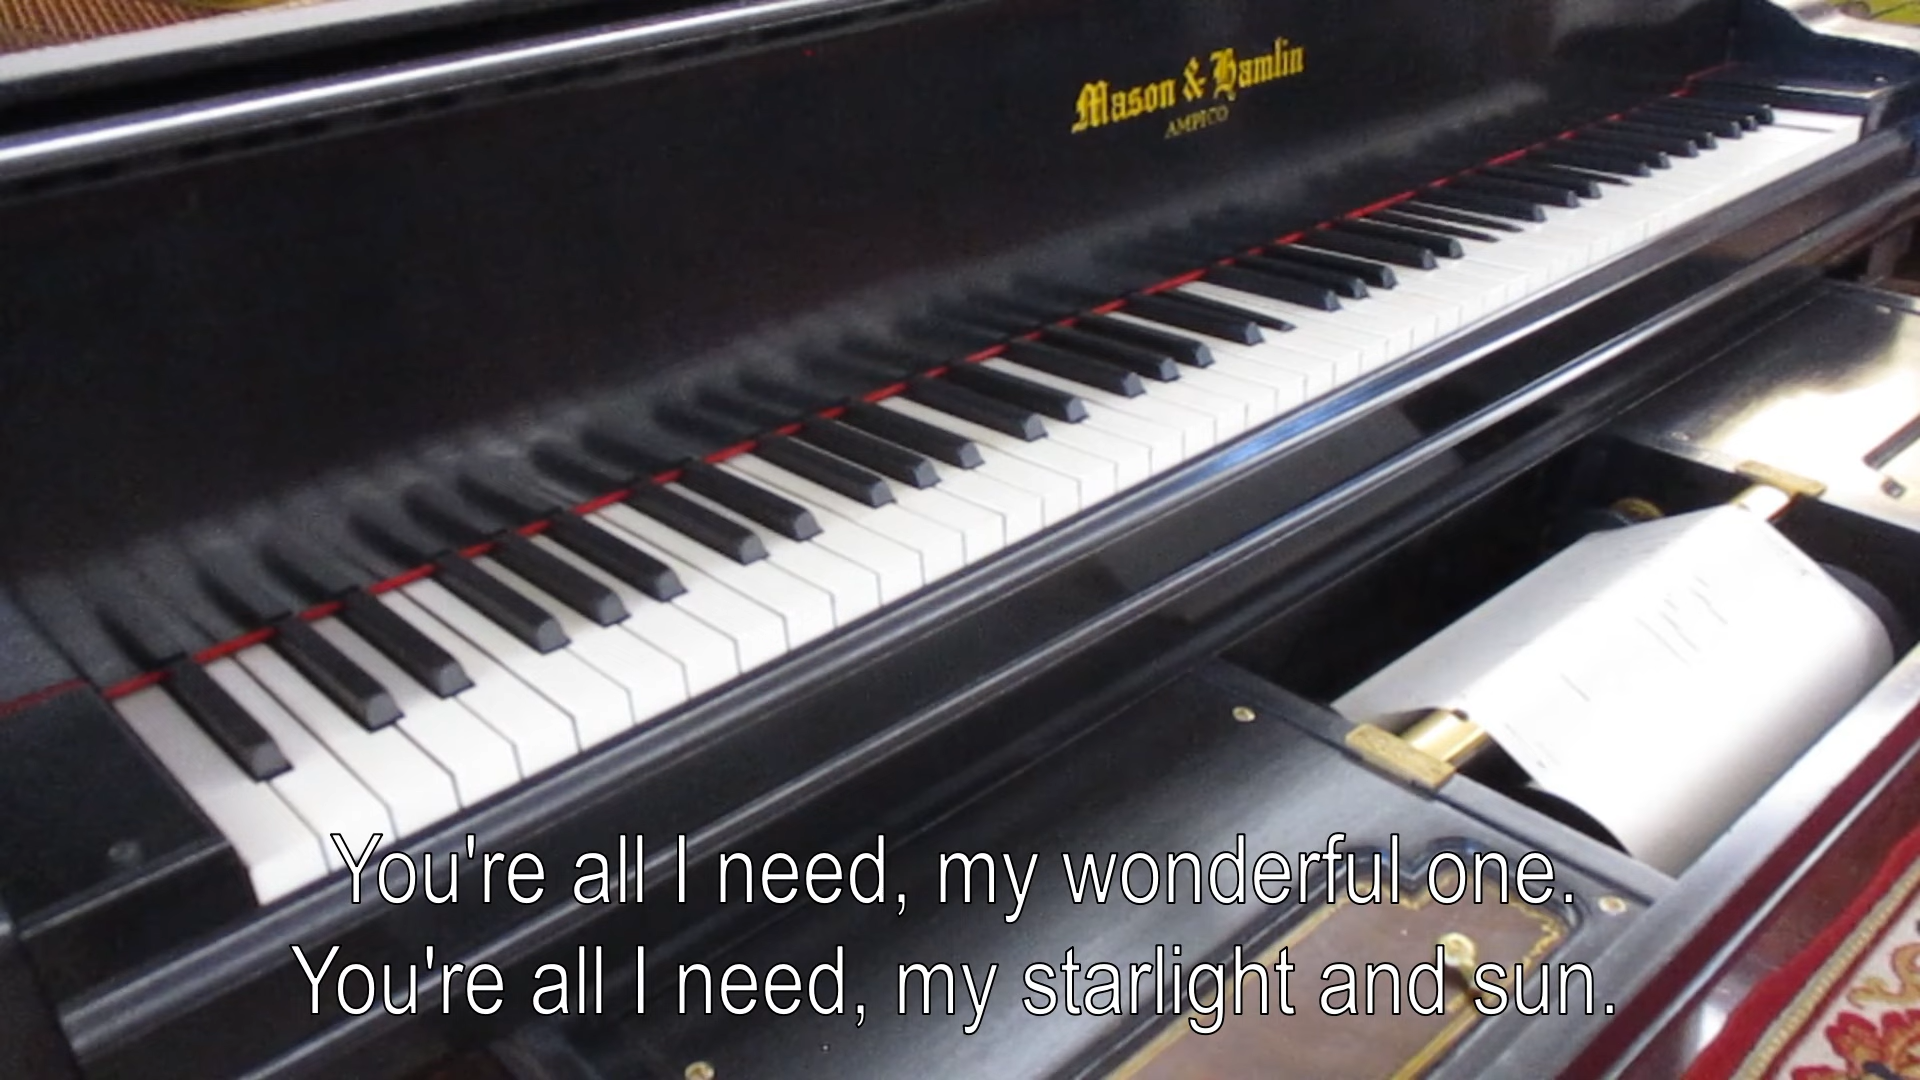 Mason & Hamlin
AMPICO
You're all I need, my wonderful one.
You're all I need, my starlight and sun.